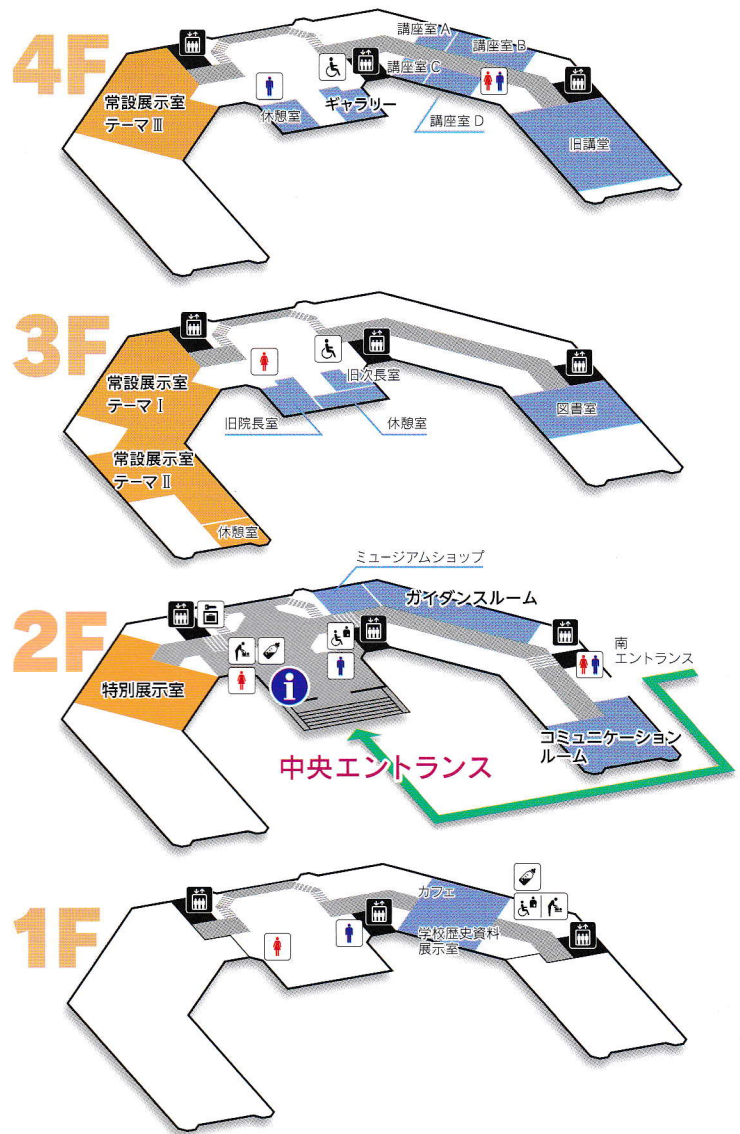 4F
常設展示室
テーマⅢ
休憩室
ギャラリー
講座室A
講座室B
講座室C
講座室D
旧講堂
3F
常設展示室
テーマⅠ
常設展示室
テーマⅡ
休憩室
旧院長室
旧次長室
休憩室
図書室
2F
ミュージアムショップ
ガイダンスルーム
特別展示室
i
南
エントランス
コミュニケーション
ルーム
中央エントランス
1F
カフェ
学校歴史資料
展示室